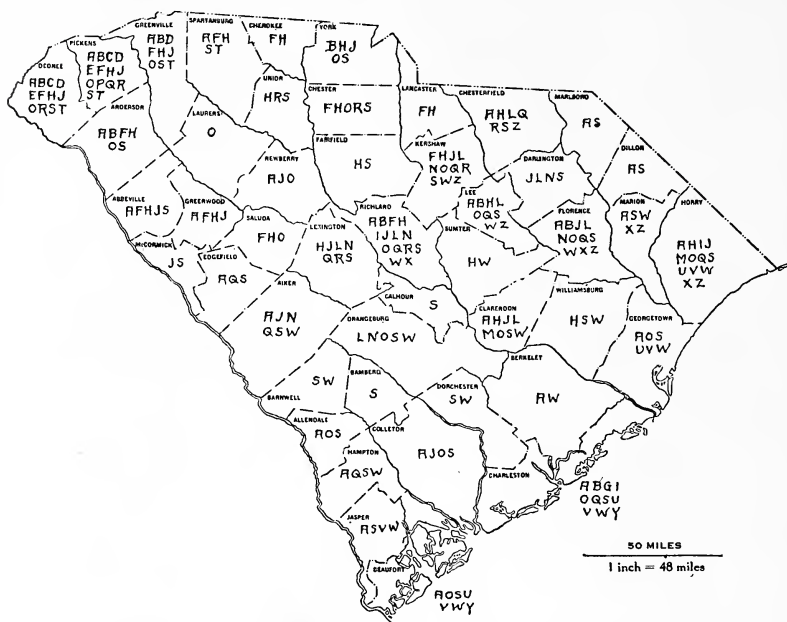 OCONEE
ABCD
EFHJ
ORST
PICKENS
ABCD
EFHJ
OPQR
ST
GREENVILLE
ABD
FHJ
OST
SPARTANBURG
AFH
ST
CHEROKEE
FH
YORK
BHJ
OS
ANDERSON
ABFH
OS
LAURENS
O
UNION
HRS
CHESTER
FHORS
LANCASTER
FH
CHESTERFIELD
AHLQ
RSZ
MARLBORO
AS
DILLON
AS
ABBEVILLE
AFHJS
GREENWOOD
AFHJ
NEWBERRY
AJO
FAIRFIELD
HS
KERSHAW
FHJL
NOQR
SWZ
DARLINGTON
JLNS
LEE
ABHL
OQS
WZ
FLORENCE
ABJL
NOQS
WXZ
MARION
ASW
XZ
HORRY
AHIJ
MOQS
UVW
XZ
McCORMICK
JS
EDGEFIELD
AQS
SALUDA
FHO
LEXINGTON
HJLN
QRS
RICHLAND
ABFH
IJLN
OQRS
WX
SUMTER
HW
AIKEN
AJN
QSW
CALHOUN
S
ORANGEBURG
LNOSW
CLARENDON
AHJL
MOSW
WILLIAMSBURG
HSW
GEORGETOWN
AOS
UVW
BARNWELL
SW
BAMBERG
S
DORCHESTER
SW
BERKELEY
AW
ALLENDALE
AOS
COLLETON
AJOS
CHARLESTON
ABGI
OQSU
VWY
HAMPTON
AQSW
JASPER
ASVW
BEAUFORT
AOSU
VWY
50 MILES
1 inch = 48 miles